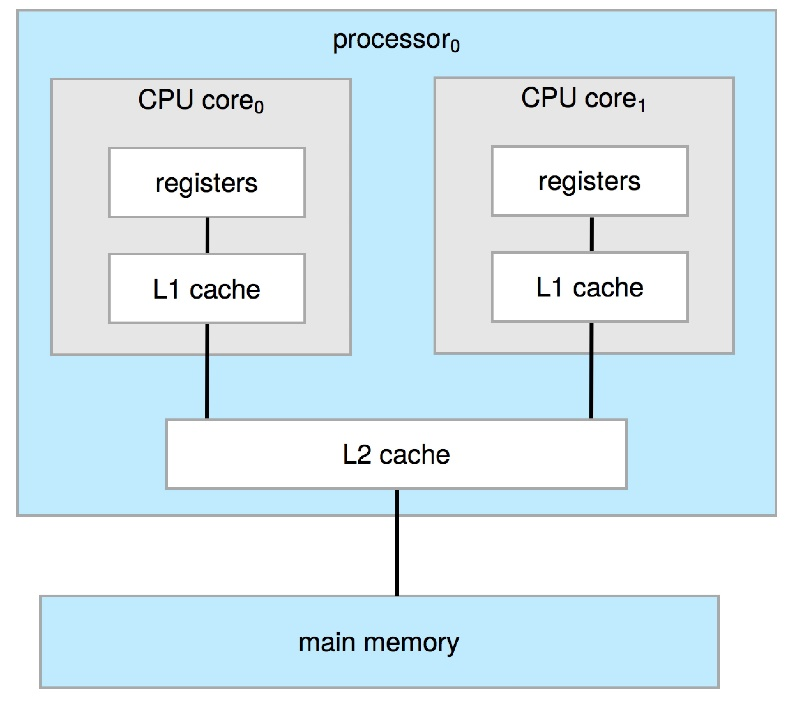 processor₀
CPU core₀
CPU core₁
registers
registers
L1 cache
L1 cache
L2 cache
main memory